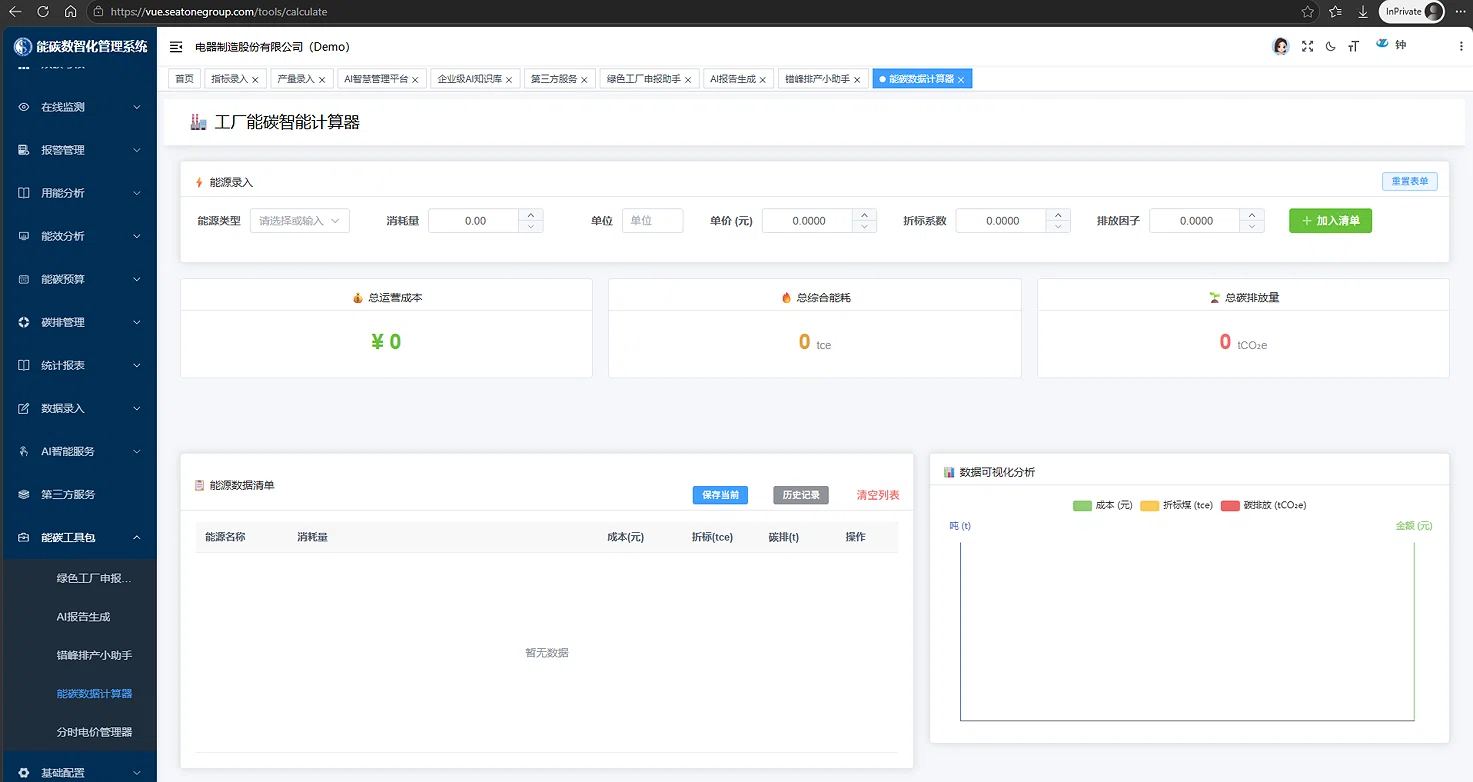 https://vue.seatonegroup.com/tools/calculate
InPrivate
能碳数智化管理系统
电器制造股份有限公司（Demo）
钟
首页
指标录入
产量录入
AI智慧管理平台
企业级AI知识库
第三方服务
绿色工厂申报助手
AI报告生成
错峰排产小助手
能碳数据计算器
在线监测
报警管理
用能分析
能效分析
能碳预算
碳排管理
统计报表
数据录入
AI智能服务
第三方服务
能碳工具包
绿色工厂申报...
AI报告生成
错峰排产小助手
能碳数据计算器
分时电价管理器
基础配置
工厂能碳智能计算器
能源录入
重置表单
能源类型 请选择或输入 消耗量 0.00 单位 单位 单价 (元) 0.0000 折标系数 0.0000 排放因子 0.0000 + 加入清单
总运营成本
¥ 0
总综合能耗
0 tce
总碳排放量
0 tCO₂e
能源数据清单
保存当前 历史记录 清空列表
能源名称 消耗量 成本(元) 折标(tce) 碳排(t) 操作
暂无数据
数据可视化分析
成本 (元) 折标煤 (tce) 碳排放 (tCO₂e)
吨 (t) 金额 (元)